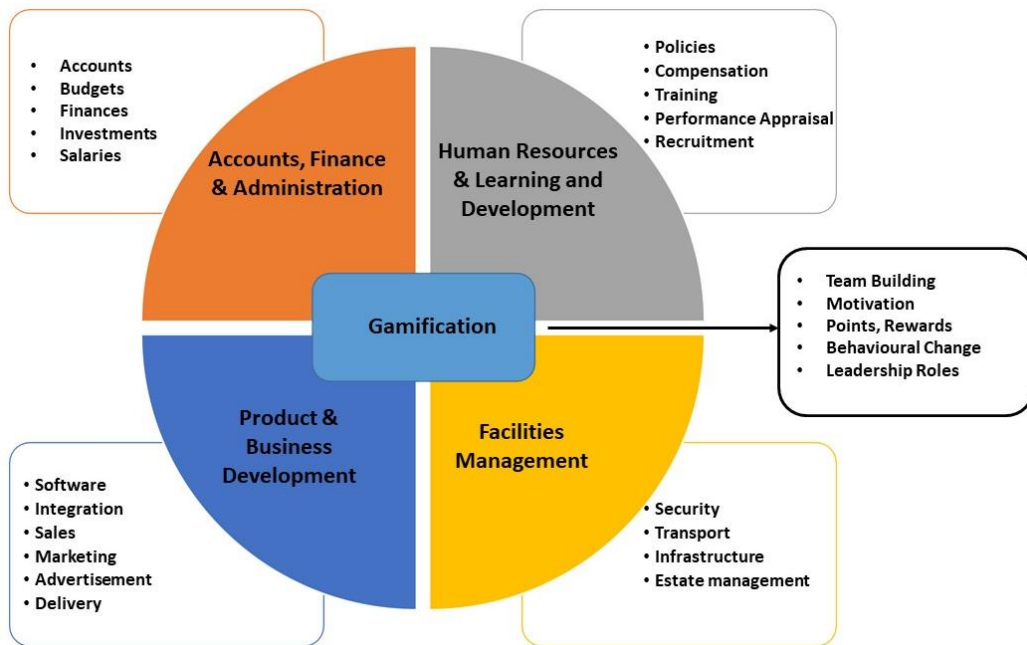 • Accounts
• Budgets
• Finances
• Investments
• Salaries
• Policies
• Compensation
• Training
• Performance Appraisal
• Recruitment
Accounts, Finance
& Administration
Human Resources
& Learning and
Development
Gamification
• Team Building
• Motivation
• Points, Rewards
• Behavioural Change
• Leadership Roles
Product &
Business
Development
Facilities
Management
• Software
• Integration
• Sales
• Marketing
• Advertisement
• Delivery
• Security
• Transport
• Infrastructure
• Estate management